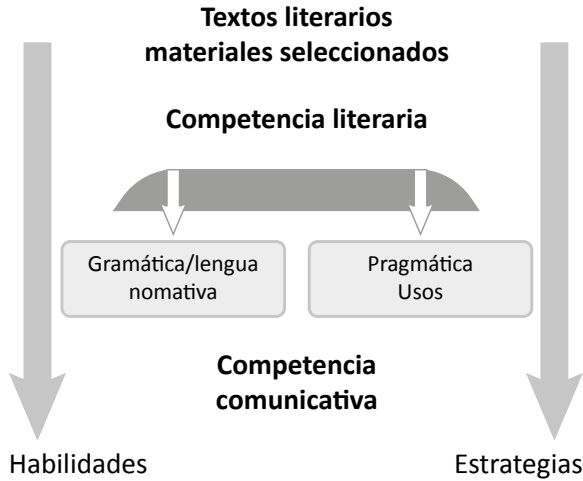 Textos literarios
materiales seleccionados
Competencia literaria
Gramática/lengua
nomativa
Pragmática
Usos
Competencia
comunicativa
Habilidades
Estrategias